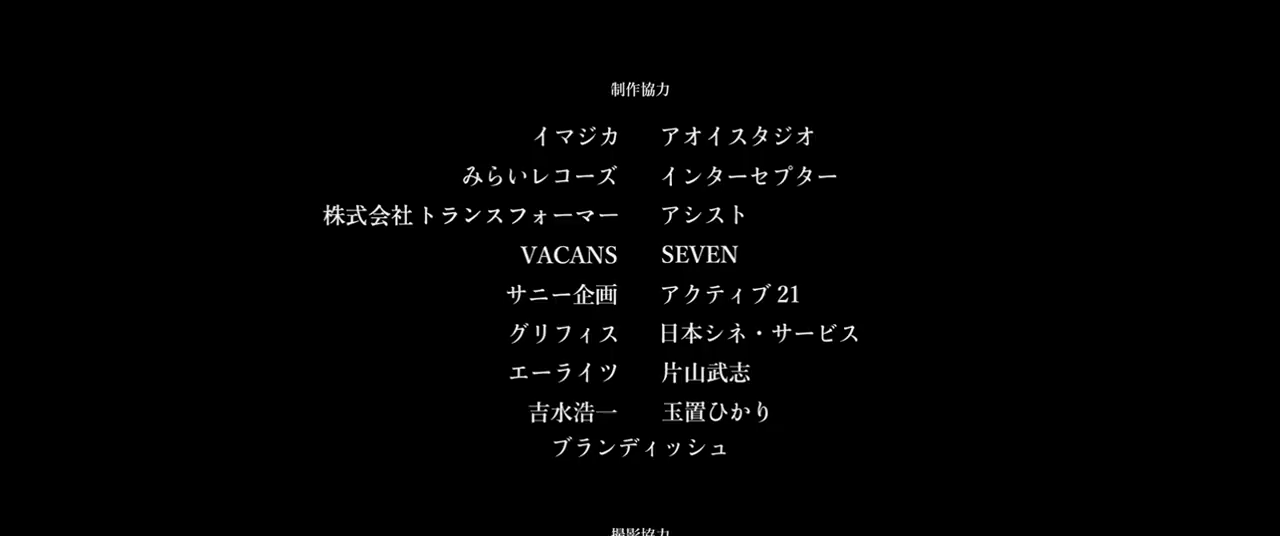 制作協力
イマジカ アオイスタジオ
みらいレコーズ インターセプター
株式会社トランスフォーマー アシスト
VACANS SEVEN
サニー企画 アクティブ21
グリフィス 日本シネ・サービス
エーライツ 片山武志
吉水浩一 玉置ひかり
ブランディッシュ
撮影協力